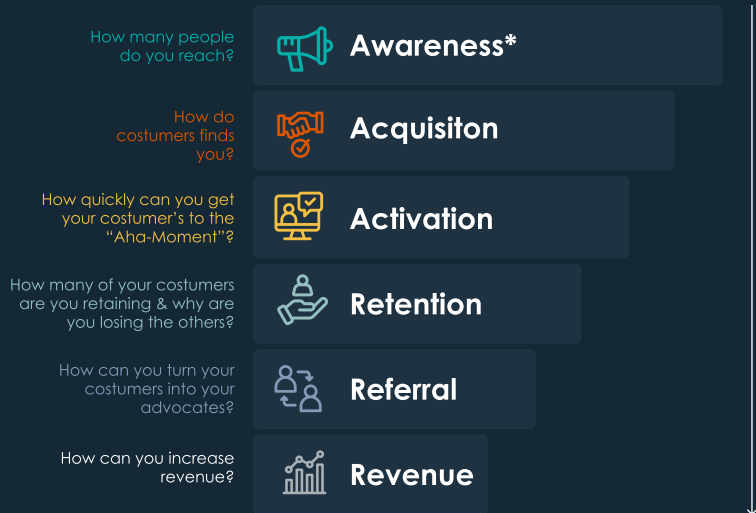 How many people
do you reach?
Awareness*
How do
costumers finds
you?
Acquisiton
How quickly can you get
your costumer’s to the
“Aha-Moment”?
Activation
How many of your costumers
are you retaining & why are
you losing the others?
Retention
How can you turn your
costumers into your
advocates?
Referral
How can you increase
revenue?
Revenue